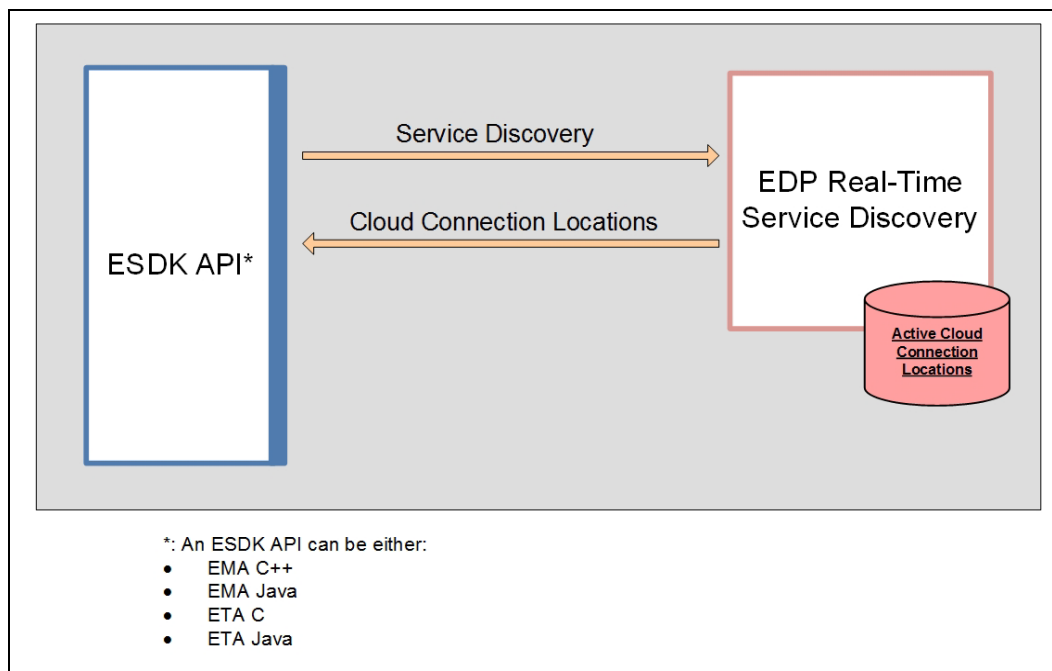 Service Discovery
Cloud Connection Locations
ESDK API*
EDP Real-Time
Service Discovery
Active Cloud
Connection
Locations
*: An ESDK API can be either:
• EMA C++
• EMA Java
• ETA C
• ETA Java